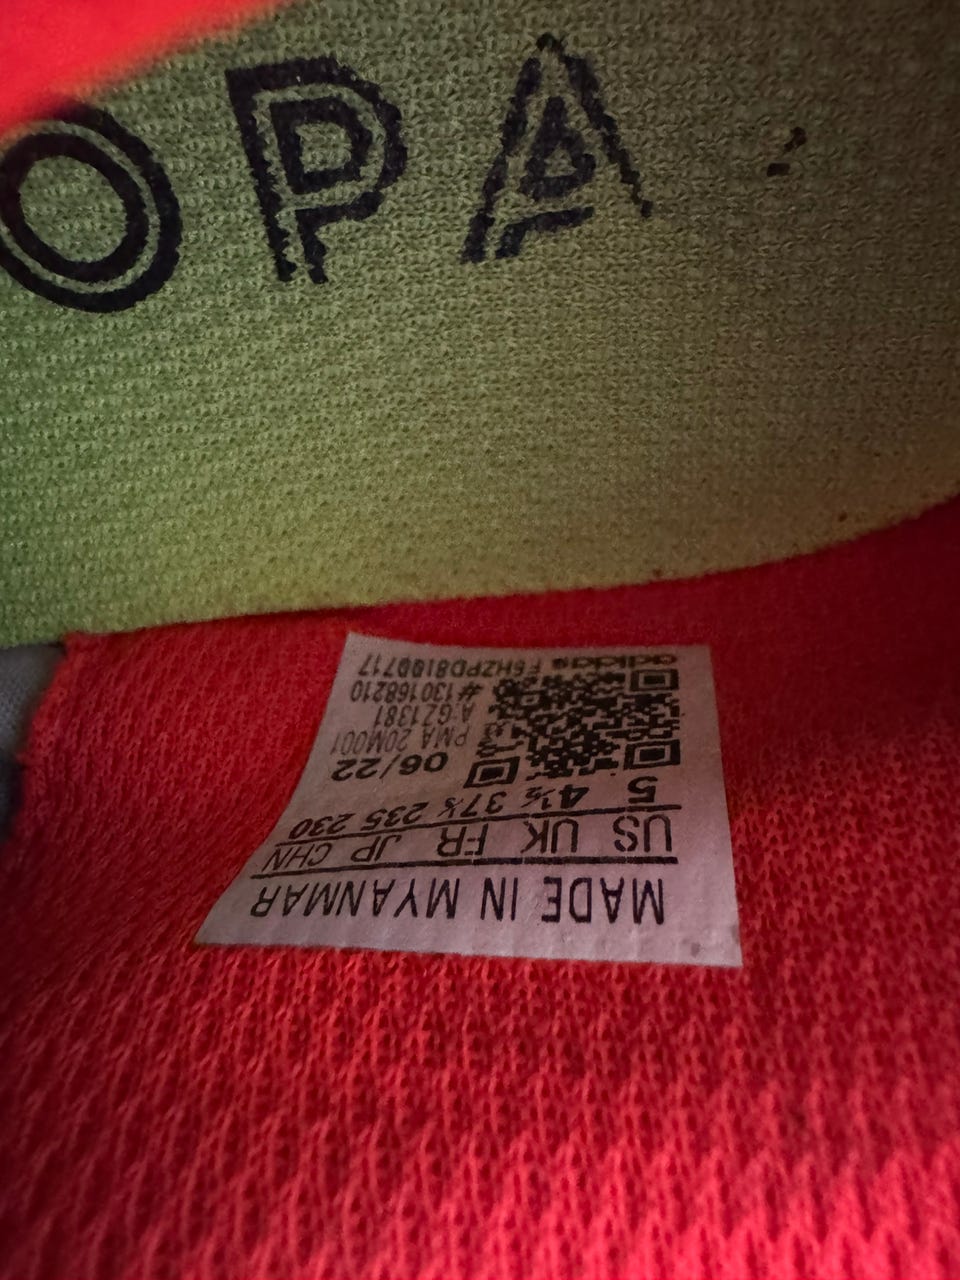 OPA
MADE IN MYANMAR
US UK FR JP CHN
5 4½ 37⅓ 235 230
06/22
PMA 20M001
A:GZ1381
#130168210
adidas F6HZPD8100717